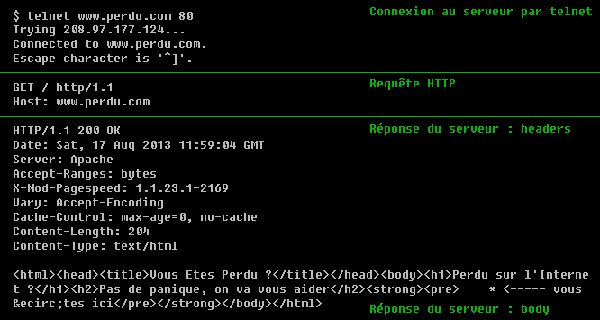 $ telnet www.perdu.com 80
Connexion au serveur par telnet
Trying 208.97.177.124...
Connected to www.perdu.com.
Escape character is '^]'.
GET / http/1.1
Requête HTTP
Host: www.perdu.com
HTTP/1.1 200 OK
Réponse du serveur : headers
Date: Sat, 17 Aug 2013 11:59:04 GMT
Server: Apache
Accept-Ranges: bytes
X-Mod-Pagespeed: 1.1.23.1-2169
Vary: Accept-Encoding
Cache-Control: max-age=0, no-cache
Content-Length: 204
Content-Type: text/html
<html><head><title>Vous Etes Perdu ?</title></head><body><h1>Perdu sur l'Interne
t ?</h1><h2>Pas de panique, on va vous aider</h2><strong><pre>    * <----- vous
&ecirc;tes ici</pre></strong></body></html>
Réponse du serveur : body